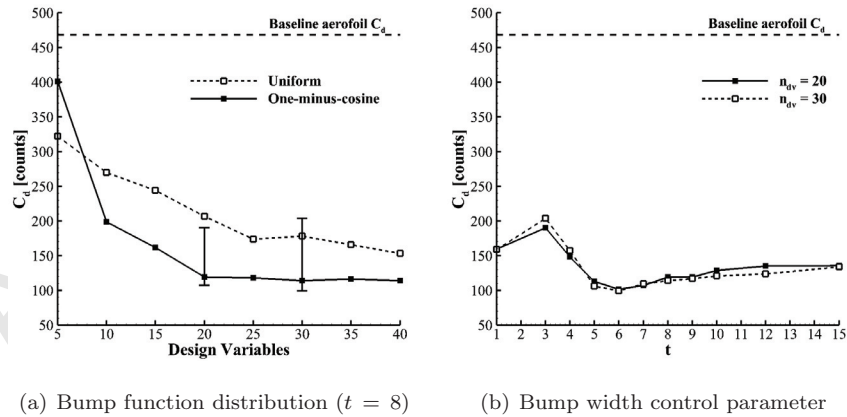 Baseline aerofoil C_d
Uniform
One-minus-cosine
C_d [counts]
500
450
400
350
300
250
200
150
100
50
5 10 15 20 25 30 35 40
Design Variables
(a) Bump function distribution (t = 8)
Baseline aerofoil C_d
n_dv = 20
n_dv = 30
C_d [counts]
500
450
400
350
300
250
200
150
100
50
1 2 3 4 5 6 7 8 9 10 11 12 13 14 15
t
(b) Bump width control parameter